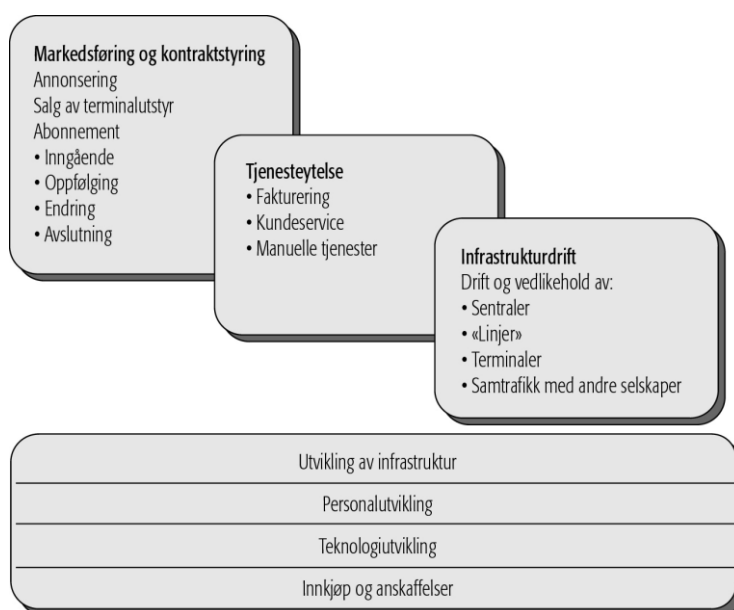 Markedsføring og kontraktstyring
Annonsering
Salg av terminalutstyr
Abonnement
• Inngående
• Oppfølging
• Endring
• Avslutning
Tjenesteytelse
• Fakturering
• Kundeservice
• Manuelle tjenester
Infrastrukturdrift
Drift og vedlikehold av:
• Sentraler
• «Linjer»
• Terminaler
• Samtrafikk med andre selskaper
Utvikling av infrastruktur
Personalutvikling
Teknologiutvikling
Innkjøp og anskaffelser